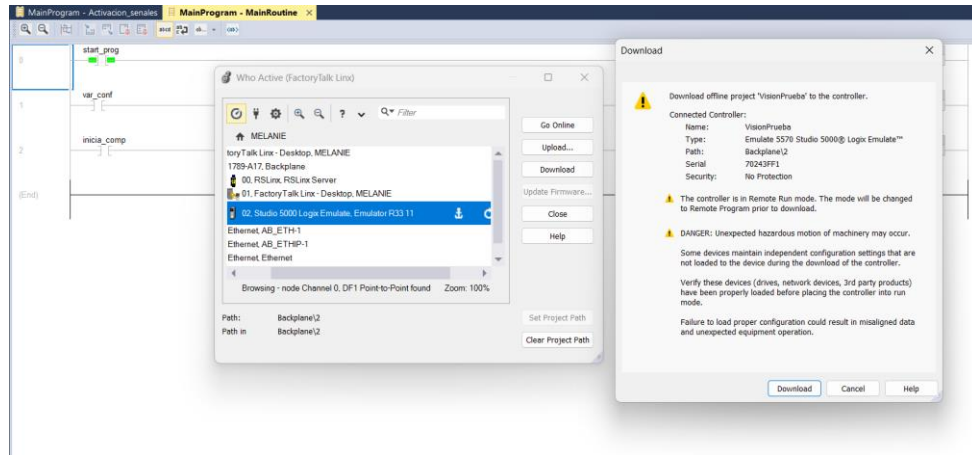 MainProgram - Activacion_senales
MainProgram - MainRoutine
0
start_prog
1
var_conf
2
inicia_comp
(End)
Who Active (FactoryTalk Linx)
Filter
MELANIE
toryTalk Linx - Desktop, MELANIE
1789-A17, Backplane
00, RSLinx, RSLinx Server
01, FactoryTalk Linx - Desktop, MELANIE
02, Studio 5000 Logix Emulate, Emulator R33 11
Ethernet, AB_ETH-1
Ethernet, AB_ETHIP-1
Ethernet, Ethernet
Browsing - node Channel 0, DF1 Point-to-Point found Zoom: 100%
Path: Backplane\2
Path in Backplane\2
Go Online
Upload...
Download
Update Firmware...
Close
Help
Set Project Path
Clear Project Path
Download
Download offline project 'VisionPrueba' to the controller.
Connected Controller:
Name: VisionPrueba
Type: Emulate 5570 Studio 5000® Logix Emulate™
Path: Backplane\2
Serial 70243FF1
Security: No Protection
The controller is in Remote Run mode. The mode will be changed
to Remote Program prior to download.
DANGER: Unexpected hazardous motion of machinery may occur.
Some devices maintain independent configuration settings that are
not loaded to the device during the download of the controller.
Verify these devices (drives, network devices, 3rd party products)
have been properly loaded before placing the controller into run
mode.
Failure to load proper configuration could result in misaligned data
and unexpected equipment operation.
Download Cancel Help